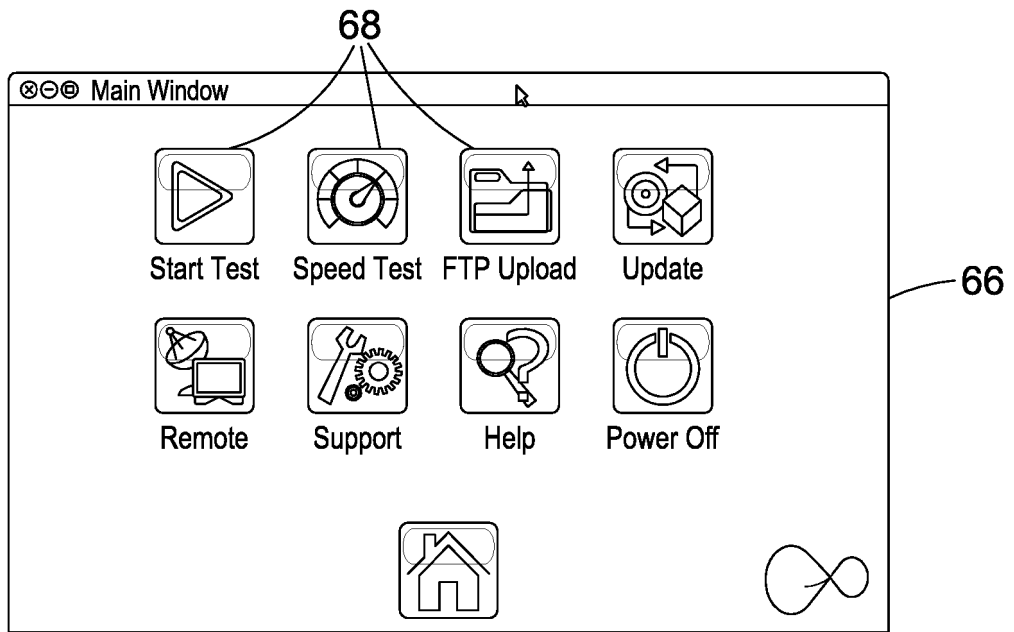 68
Main Window
Start Test Speed Test FTP Upload Update
66
Remote Support Help Power Off